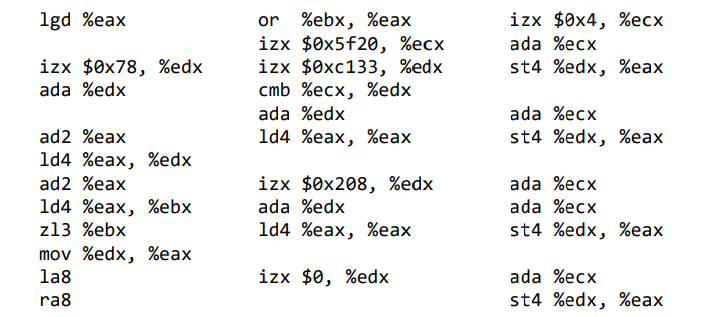 lgd %eax
izx $0x78, %edx
ada %edx
ad2 %eax
ld4 %eax, %edx
ad2 %eax
ld4 %eax, %ebx
zl3 %ebx
mov %edx, %eax
la8
ra8
or %ebx, %eax
izx $0x5f20, %ecx
izx $0xc133, %edx
cmb %ecx, %edx
ada %edx
ld4 %eax, %eax
izx $0x208, %edx
ada %edx
ld4 %eax, %eax
izx $0, %edx
izx $0x4, %ecx
ada %ecx
st4 %edx, %eax
ada %ecx
st4 %edx, %eax
ada %ecx
ada %ecx
st4 %edx, %eax
ada %ecx
st4 %edx, %eax